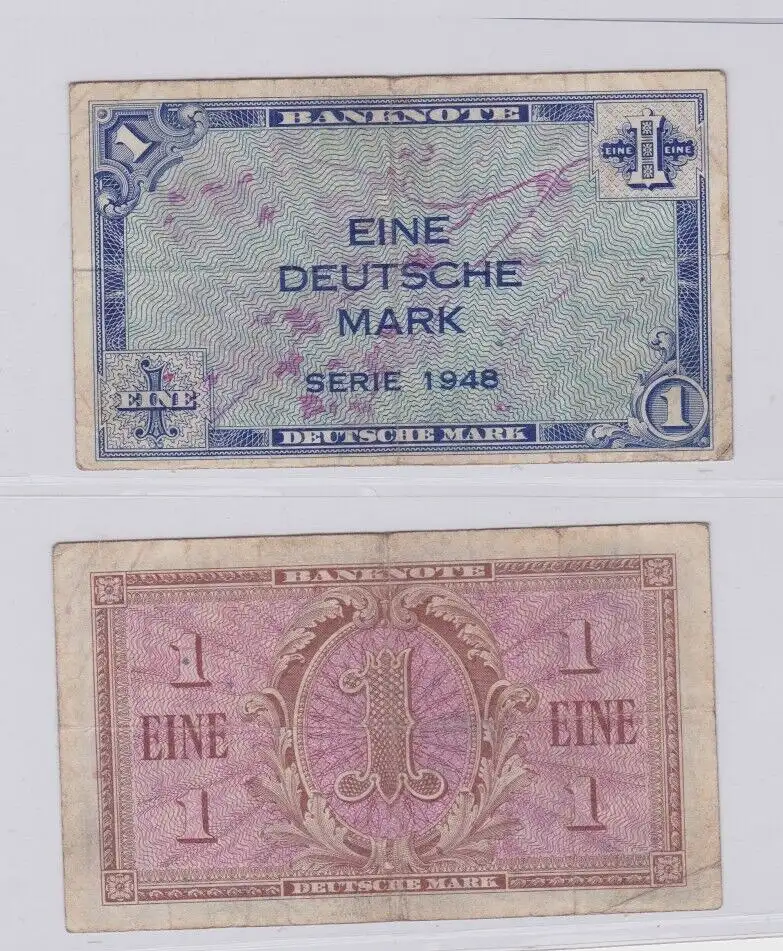 BANKNOTE
1
1
EINE EINE
EINE
DEUTSCHE
MARK
SERIE 1948
1
EINE
1
DEUTSCHE MARK
BANKNOTE
1
1
1
EINE
EINE
1
1
DEUTSCHE MARK